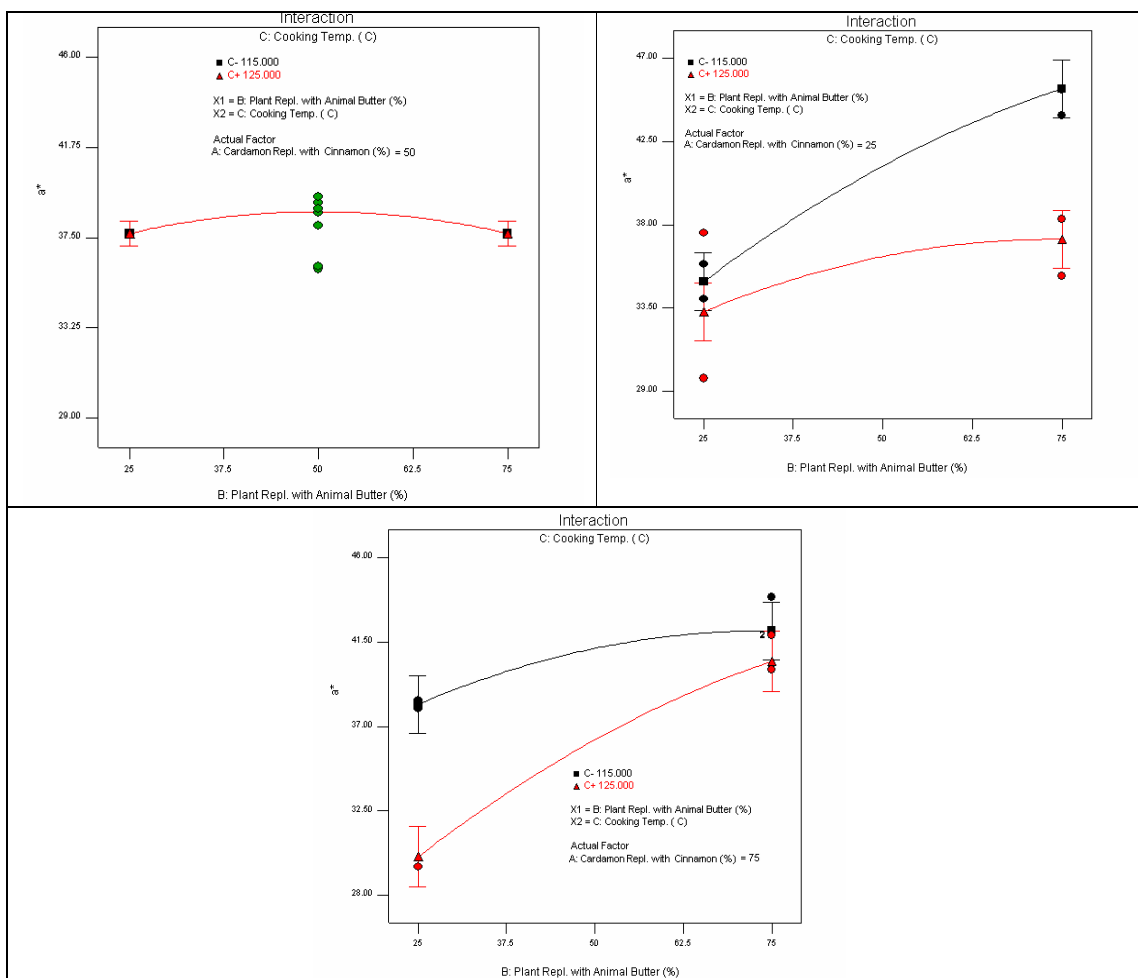 Interaction
C: Cooking Temp. ( C)
46.00
C- 115.000
C+ 125.000
X1 = B: Plant Repl. with Animal Butter (%)
X2 = C: Cooking Temp. ( C)
Actual Factor
A: Cardamon Repl. with Cinnamon (%) = 50
41.75
a*
37.50
33.25
29.00
25
37.5
50
62.5
75
B: Plant Repl. with Animal Butter (%)
Interaction
C: Cooking Temp. ( C)
47.00
C- 115.000
C+ 125.000
X1 = B: Plant Repl. with Animal Butter (%)
X2 = C: Cooking Temp. ( C)
Actual Factor
A: Cardamon Repl. with Cinnamon (%) = 25
42.50
a*
38.00
33.50
29.00
25
37.5
50
62.5
75
B: Plant Repl. with Animal Butter (%)
Interaction
C: Cooking Temp. ( C)
46.00
41.50
2
a*
37.00
C- 115.000
C+ 125.000
X1 = B: Plant Repl. with Animal Butter (%)
X2 = C: Cooking Temp. ( C)
Actual Factor
A: Cardamon Repl. with Cinnamon (%) = 75
32.50
28.00
25
37.5
50
62.5
75
B: Plant Repl. with Animal Butter (%)